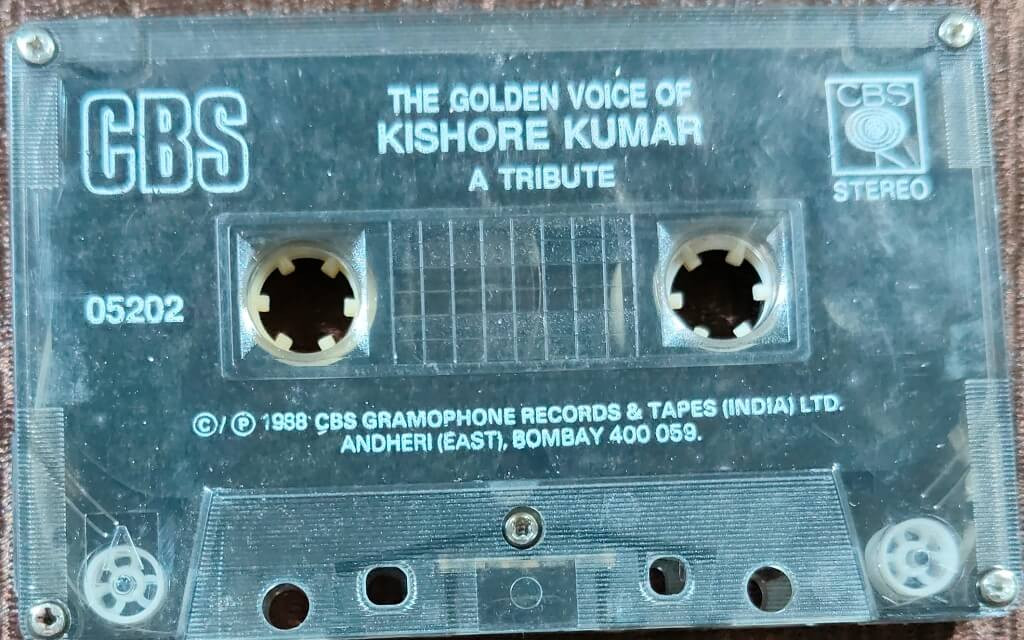 CBS
THE GOLDEN VOICE OF
KISHORE KUMAR
A TRIBUTE
CBS
STEREO
05202
©/℗ 1988 CBS GRAMOPHONE RECORDS & TAPES (INDIA) LTD.
ANDHERI (EAST), BOMBAY 400 059.